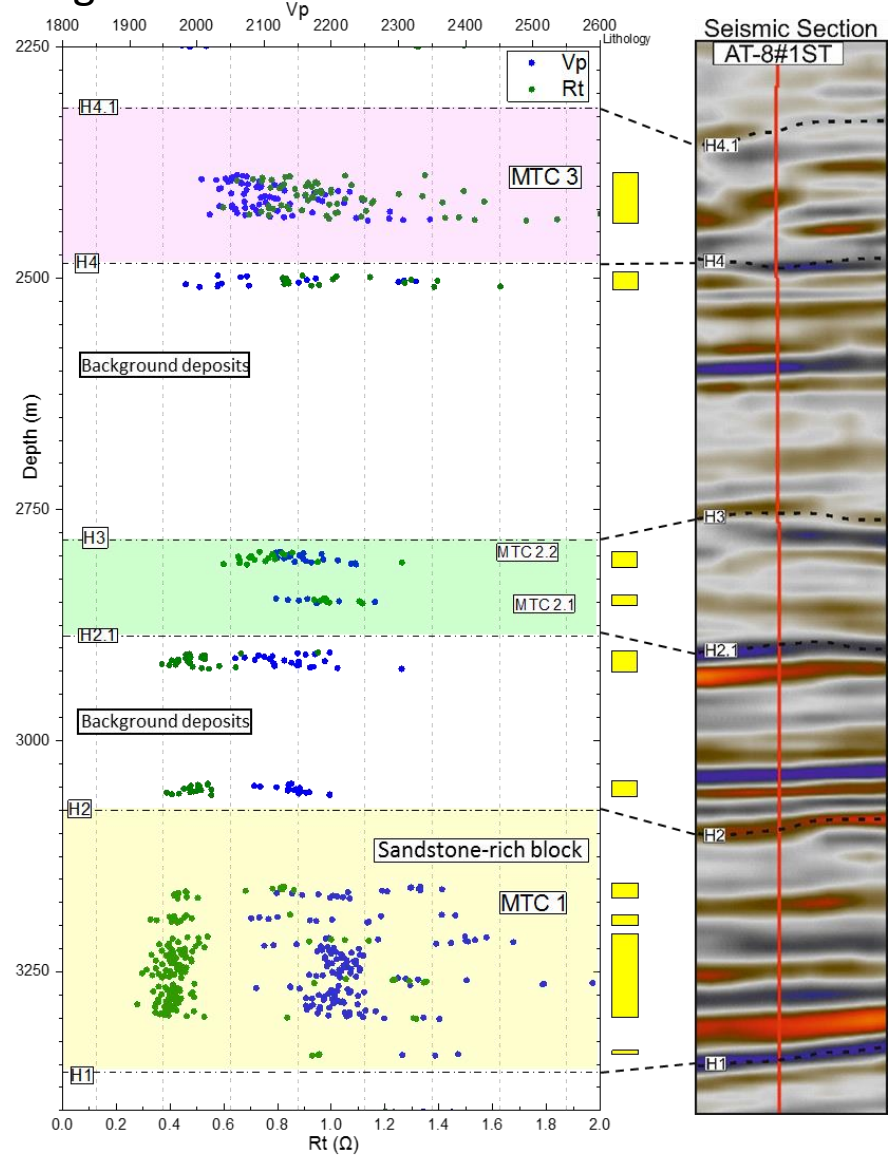 Vp
1800 1900 2000 2100 2200 2300 2400 2500 2600
Lithology
Seismic Section
AT-8#1ST
Vp
Rt
2250
H4.1
MTC 3
H4.1
H4
H4
2500
Background deposits
Depth (m)
2750
H3
H3
MTC 2.2
MTC 2.1
H2.1
H2.1
Background deposits
3000
H2
H2
Sandstone-rich block
MTC 1
3250
H1
H1
0.0 0.2 0.4 0.6 0.8 1.0 1.2 1.4 1.6 1.8 2.0
Rt (Ω)